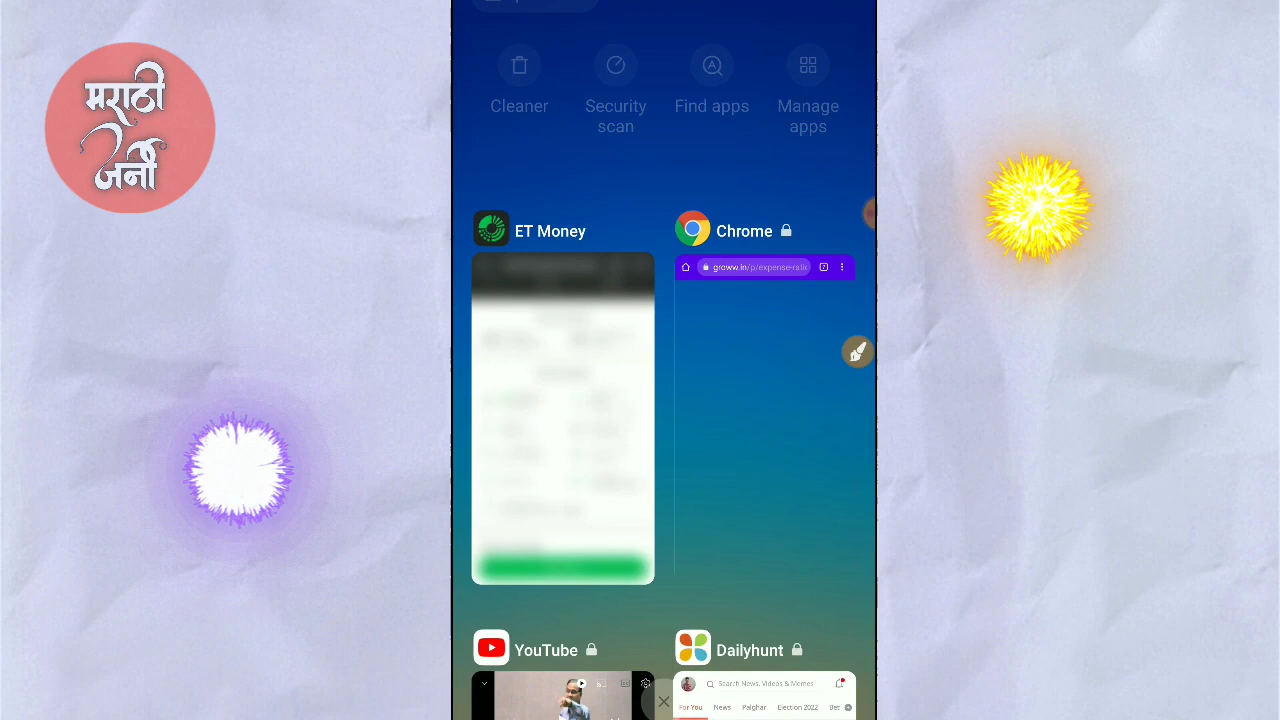 मराठी
जर्नी
Cleaner
Security
scan
Find apps
Manage
apps
ET Money
Chrome
groww.in/p/expense-ratio
YouTube
Dailyhunt
Search News, Videos & Memes
For You News Palghar Election 2022